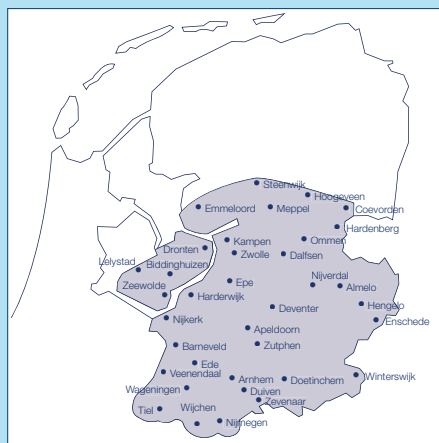 Steenwijk
Hoogeveen
Emmeloord
Meppel
Coevorden
Hardenberg
Kampen
Ommen
Dronten
Zwolle
Dalfsen
Lelystad
Biddinghuizen
Nijverdal
Zeewolde
Epe
Almelo
Harderwijk
Deventer
Hengelo
Nijkerk
Enschede
Apeldoorn
Barneveld
Zutphen
Ede
Veenendaal
Arnhem
Doetinchem
Winterswijk
Wageningen
Duiven
Zevenaar
Tiel
Wijchen
Nijmegen